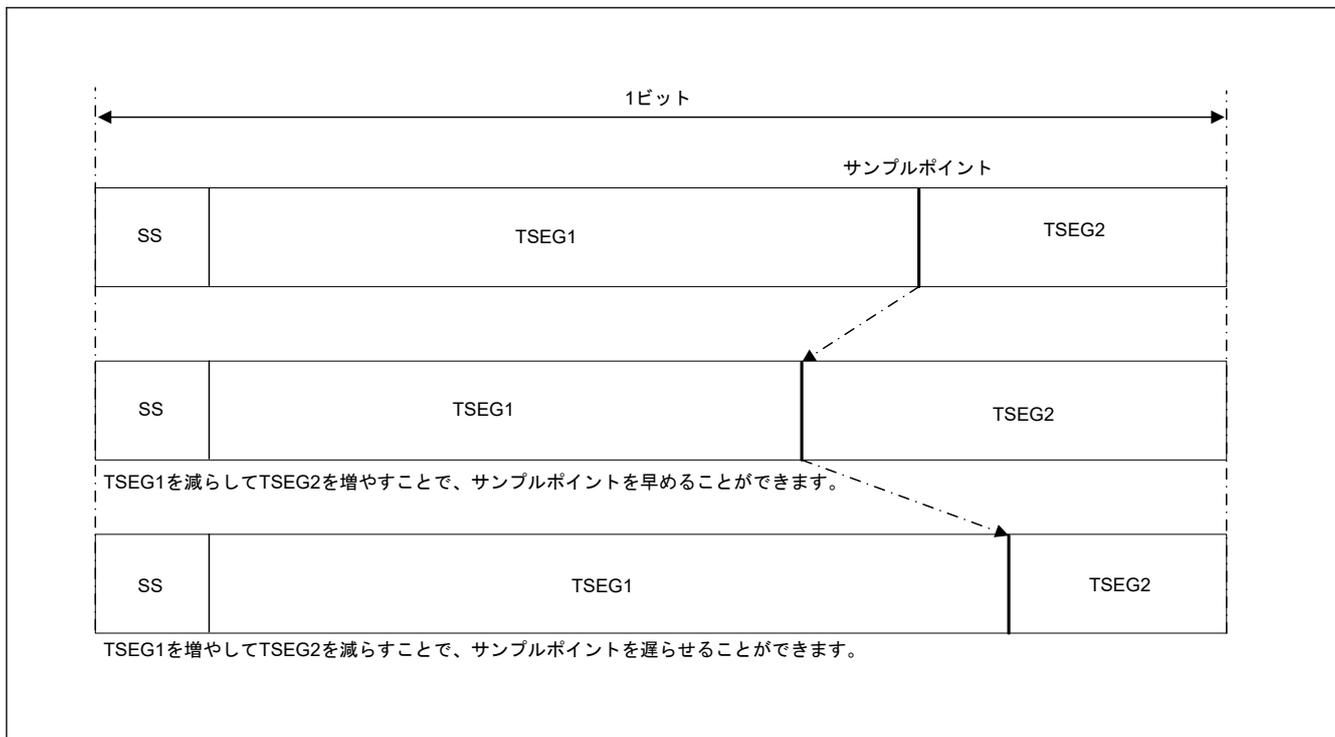 1ビット
サンプルポイント
SS TSEG1 TSEG2
SS TSEG1 TSEG2
TSEG1を減らしてTSEG2を増やすことで、サンプルポイントを早めることができます。
SS TSEG1 TSEG2
TSEG1を増やしてTSEG2を減らすことで、サンプルポイントを遅らせることができます。